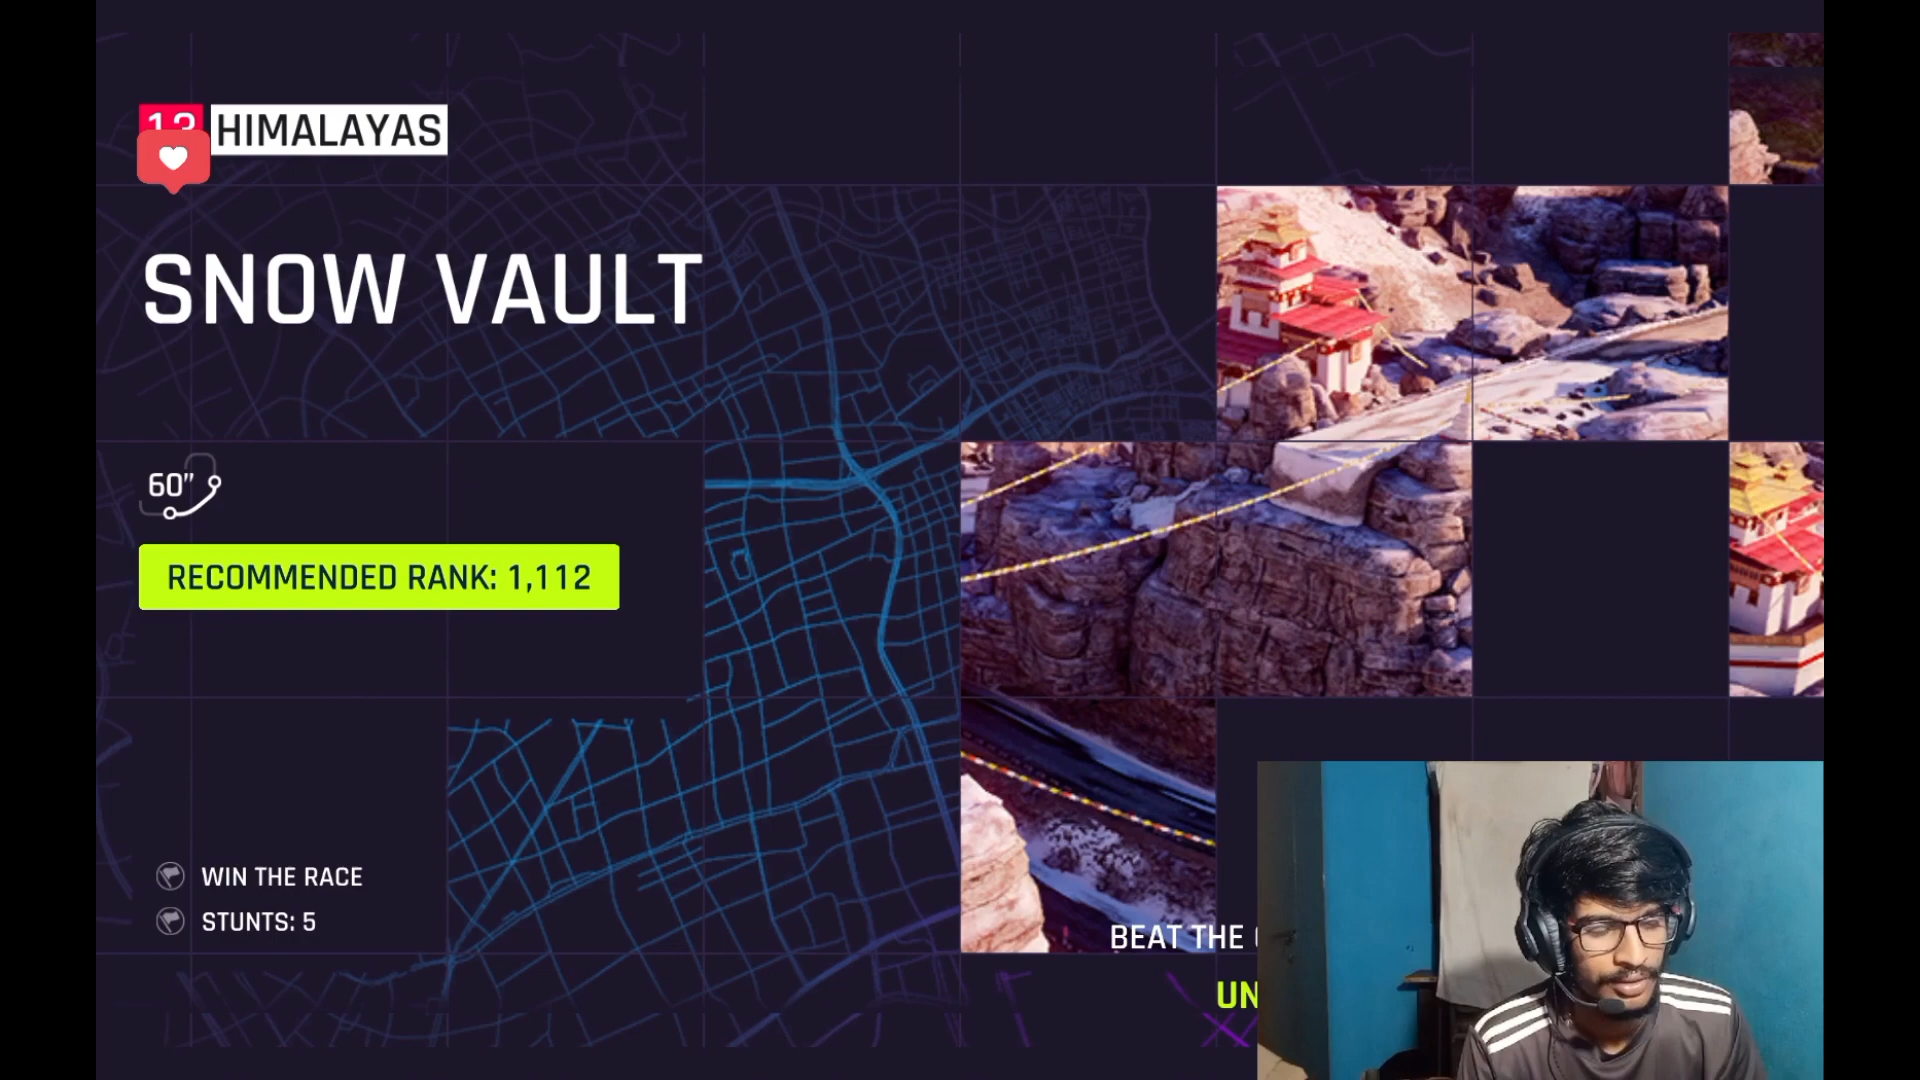 HIMALAYAS
SNOW VAULT
60”
RECOMMENDED RANK: 1,112
WIN THE RACE
STUNTS: 5
BEAT THE
UN